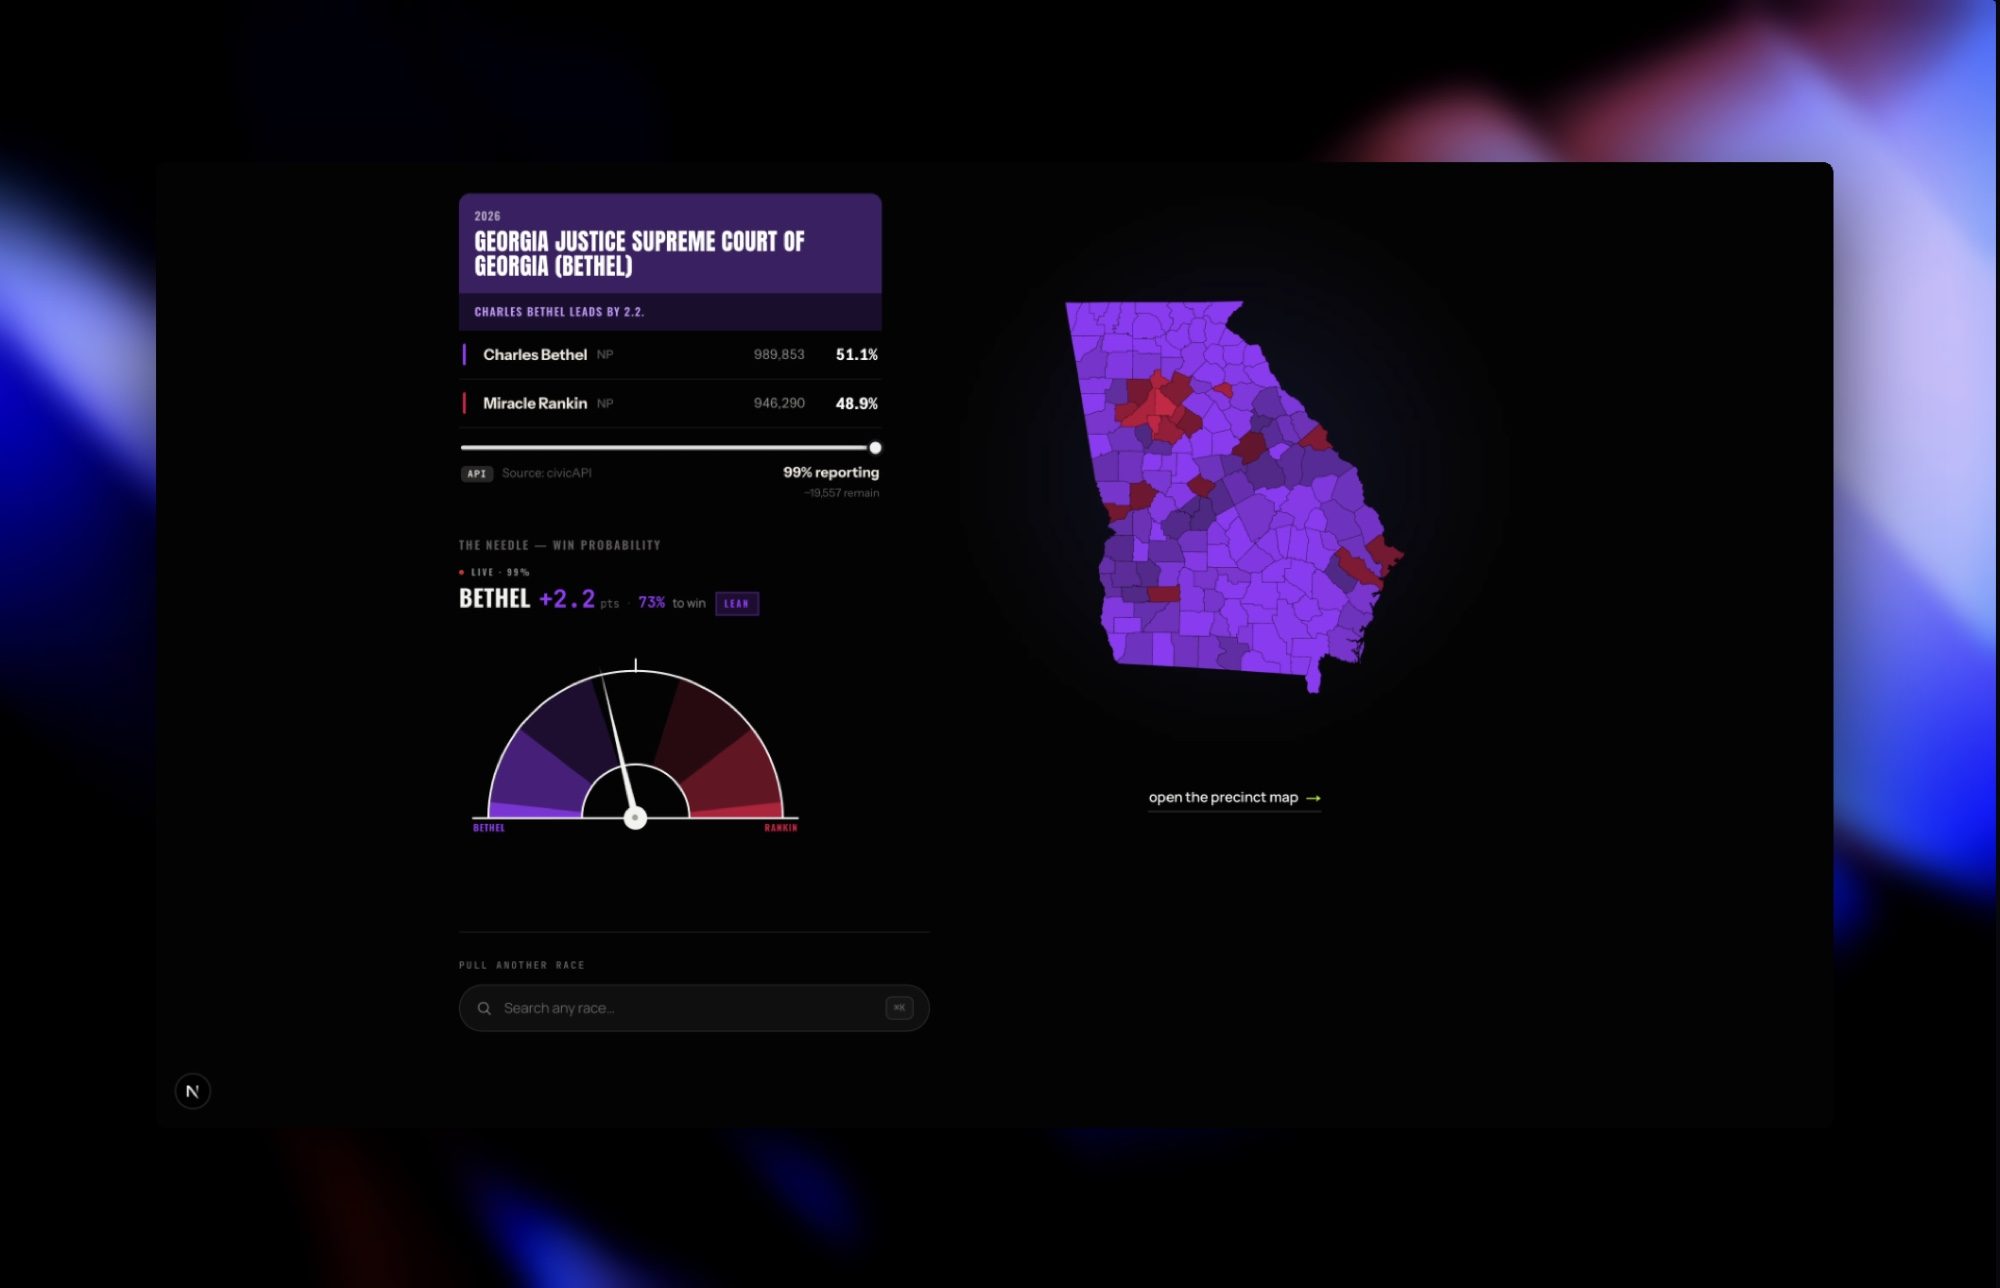 2026
GEORGIA JUSTICE SUPREME COURT OF
GEORGIA (BETHEL)
CHARLES BETHEL LEADS BY 2.2.
Charles Bethel NP 989,853 51.1%
Miracle Rankin NP 946,290 48.9%
API Source: civicAPI 99% reporting
~19,557 remain
THE NEEDLE — WIN PROBABILITY
LIVE · 99%
BETHEL +2.2 pts · 73% to win LEAN
BETHEL RANKIN
open the precinct map →
PULL ANOTHER RACE
Search any race... ⌘K
N